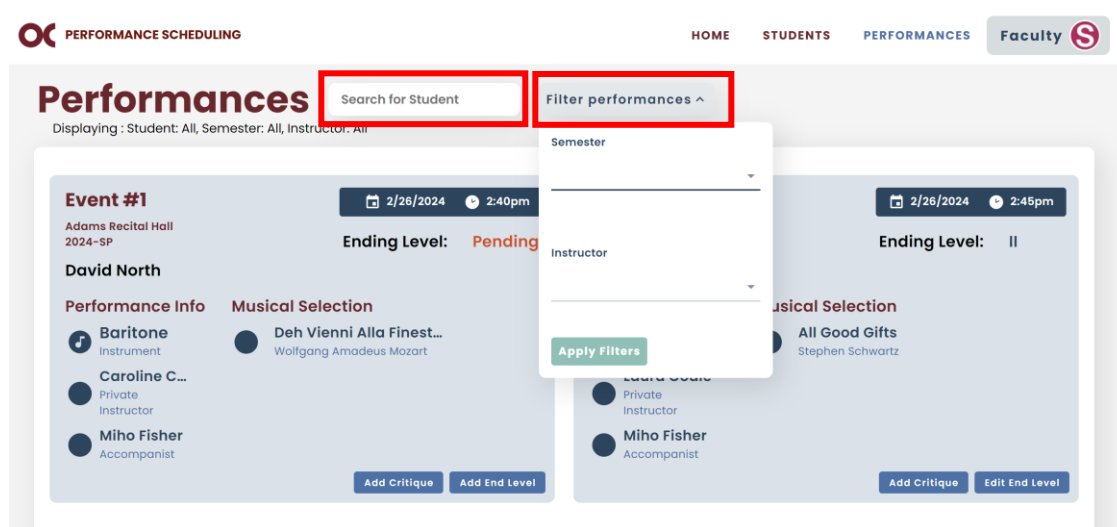 OC PERFORMANCE SCHEDULING
HOME
STUDENTS
PERFORMANCES
Faculty
S
Performances
Search for Student
Filter performances
Displaying : Student: All, Semester: All, Instructor: All
Semester
Instructor
Apply Filters
Event #1
2/26/2024
2:40pm
Adams Recital Hall
2024-SP
Ending Level: Pending
David North
Performance Info
Musical Selection
Baritone
Instrument
Deh Vienni Alla Finest...
Wolfgang Amadeus Mozart
Caroline C...
Private
Instructor
Miho Fisher
Accompanist
Add Critique
Add End Level
2/26/2024
2:45pm
Ending Level: II
usical Selection
All Good Gifts
Stephen Schwartz
Private
Instructor
Miho Fisher
Accompanist
Add Critique
Edit End Level